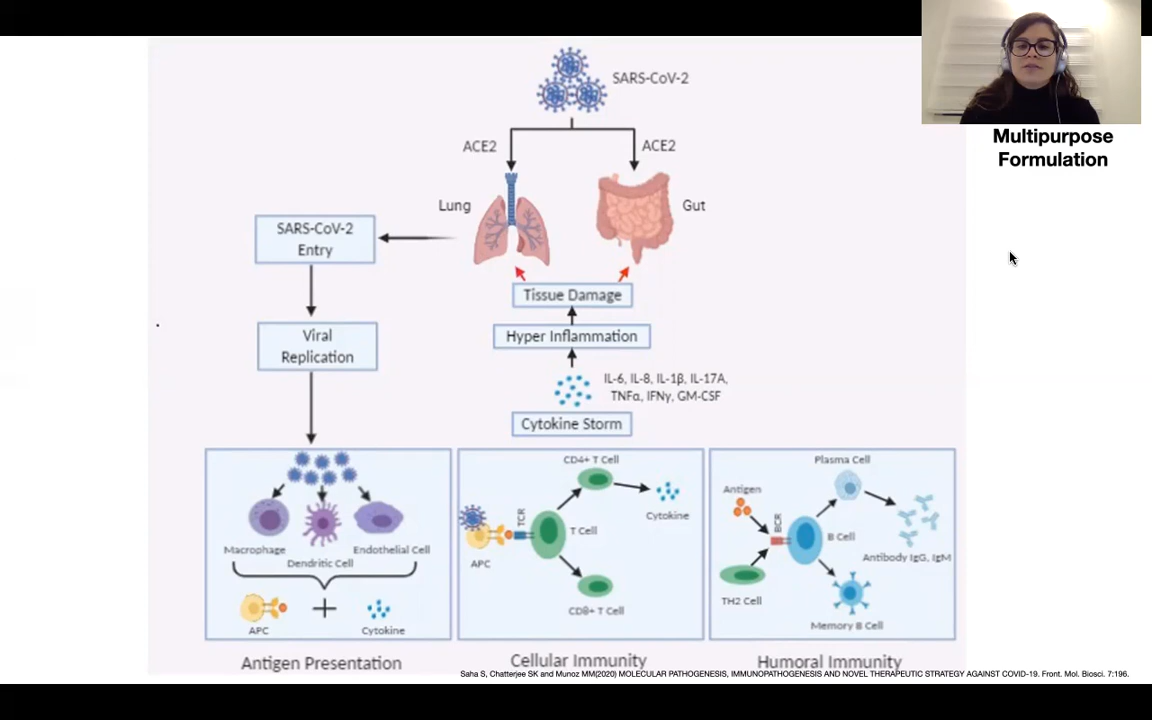 SARS-CoV-2
ACE2
ACE2
Multipurpose
Formulation
Lung
Gut
SARS-CoV-2
Entry
Tissue Damage
Hyper Inflammation
Viral
Replication
IL-6, IL-8, IL-1β, IL-17A,
TNFα, IFNγ, GM-CSF
Cytokine Storm
Macrophage
Dendritic Cell
Endothelial Cell
+
APC
Cytokine
Antigen Presentation
CD4+ T Cell
TCR
T Cell
Cytokine
APC
CD8+ T Cell
Cellular Immunity
Plasma Cell
Antigen
BCR
B Cell
Antibody IgG, IgM
TH2 Cell
Memory B Cell
Humoral Immunity
Saha S, Chatterjee SK and Munoz MM(2020) MOLECULAR PATHOGENESIS, IMMUNOPATHOGENESIS AND NOVEL THERAPEUTIC STRATEGY AGAINST COVID-19. Front. Mol. Biosci. 7:196.